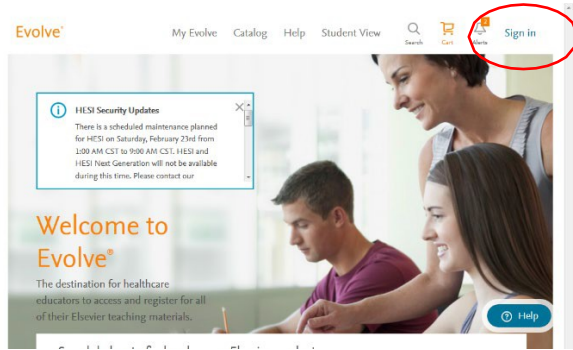 Evolve®
My Evolve Catalog Help Student View Search Cart Alerts Sign in
HESI Security Updates
There is a scheduled maintenance planned
for HESI on Saturday, February 23rd from
1:00 AM CST to 9:00 AM CST. HESI and
HESI Next Generation will not be available
during this time. Please contact our
Welcome to
Evolve®
The destination for healthcare
educators to access and register for all
of their Elsevier teaching materials.
Help